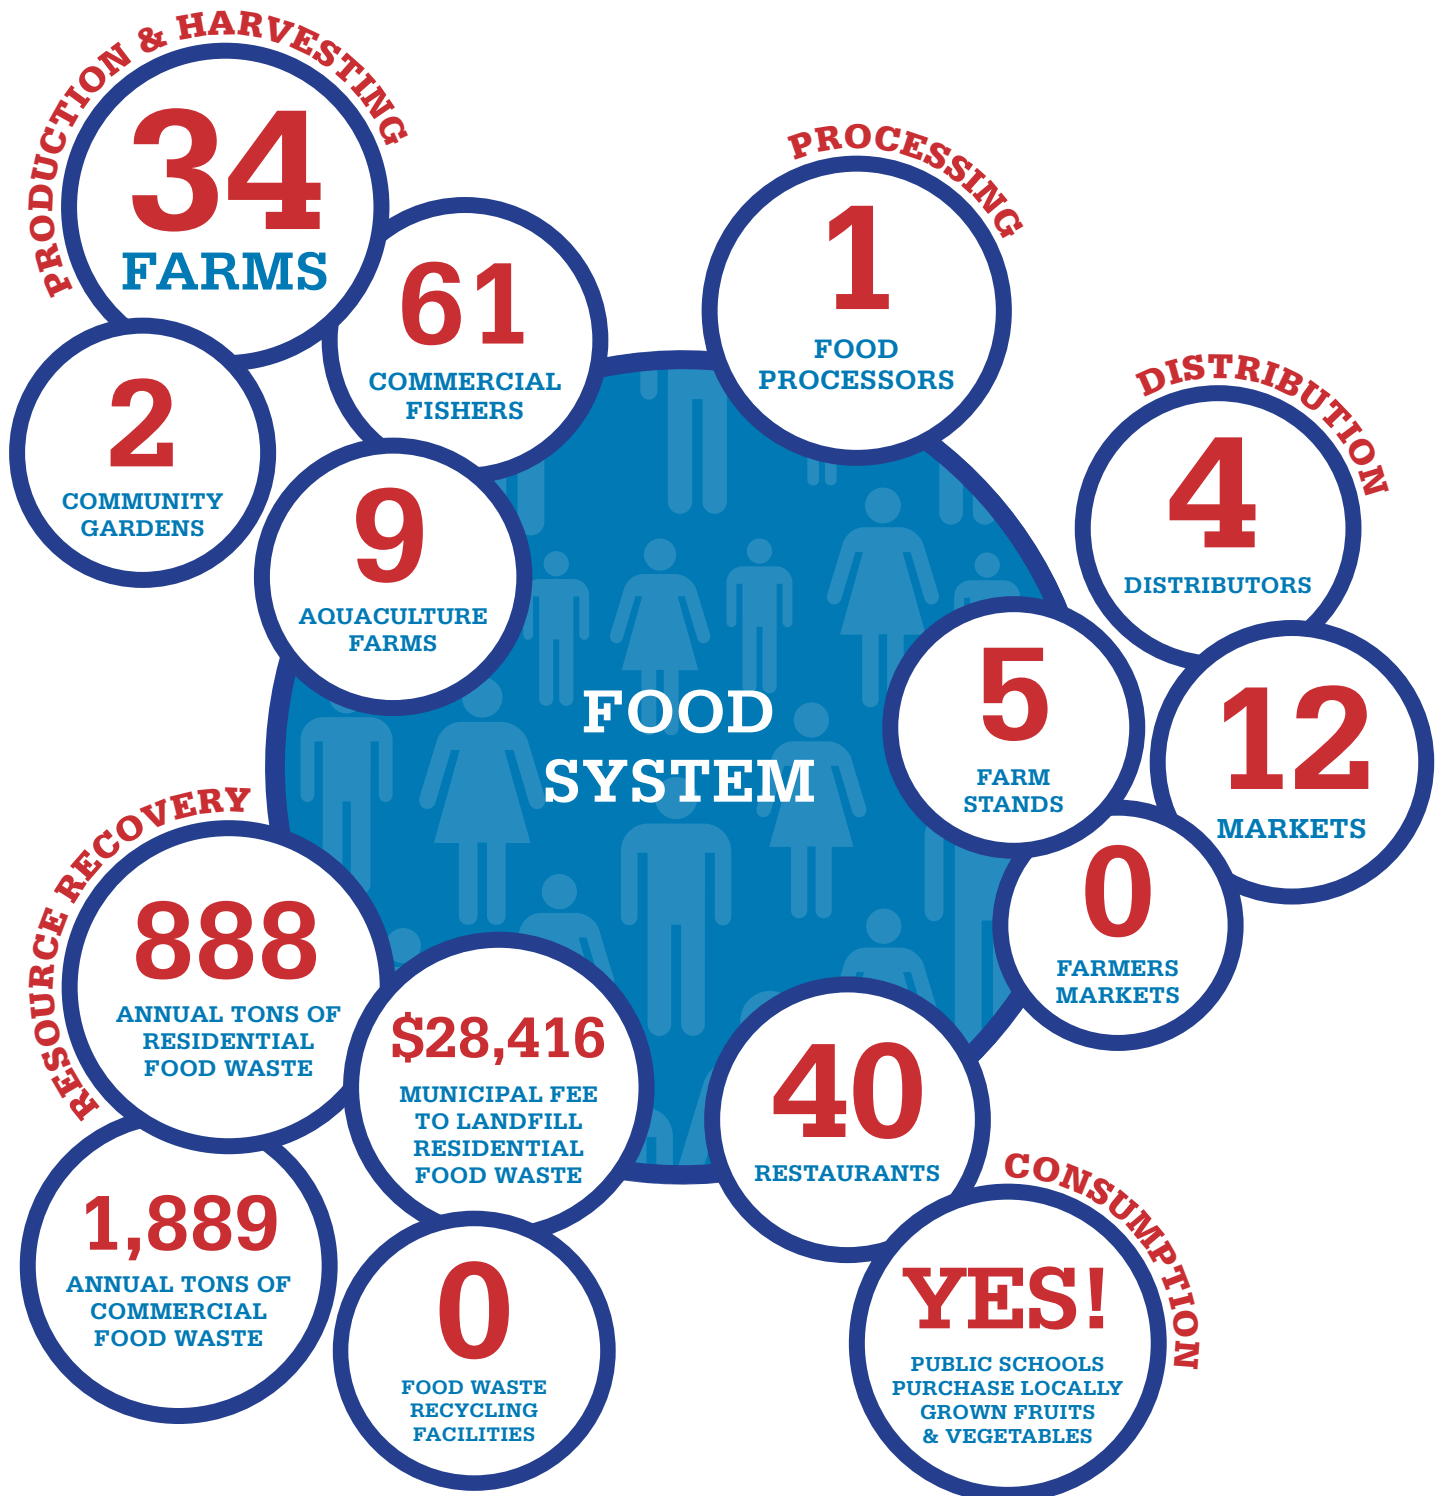 PRODUCTION & HARVESTING
34
FARMS
61
COMMERCIAL
FISHERS
2
COMMUNITY
GARDENS
9
AQUACULTURE
FARMS
PROCESSING
1
FOOD
PROCESSORS
DISTRIBUTION
4
DISTRIBUTORS
5
FARM
STANDS
12
MARKETS
0
FARMERS
MARKETS
FOOD
SYSTEM
RESOURCE RECOVERY
888
ANNUAL TONS OF
RESIDENTIAL
FOOD WASTE
$28,416
MUNICIPAL FEE
TO LANDFILL
RESIDENTIAL
FOOD WASTE
1,889
ANNUAL TONS OF
COMMERCIAL
FOOD WASTE
0
FOOD WASTE
RECYCLING
FACILITIES
40
RESTAURANTS
CONSUMPTION
YES!
PUBLIC SCHOOLS
PURCHASE LOCALLY
GROWN FRUITS
& VEGETABLES